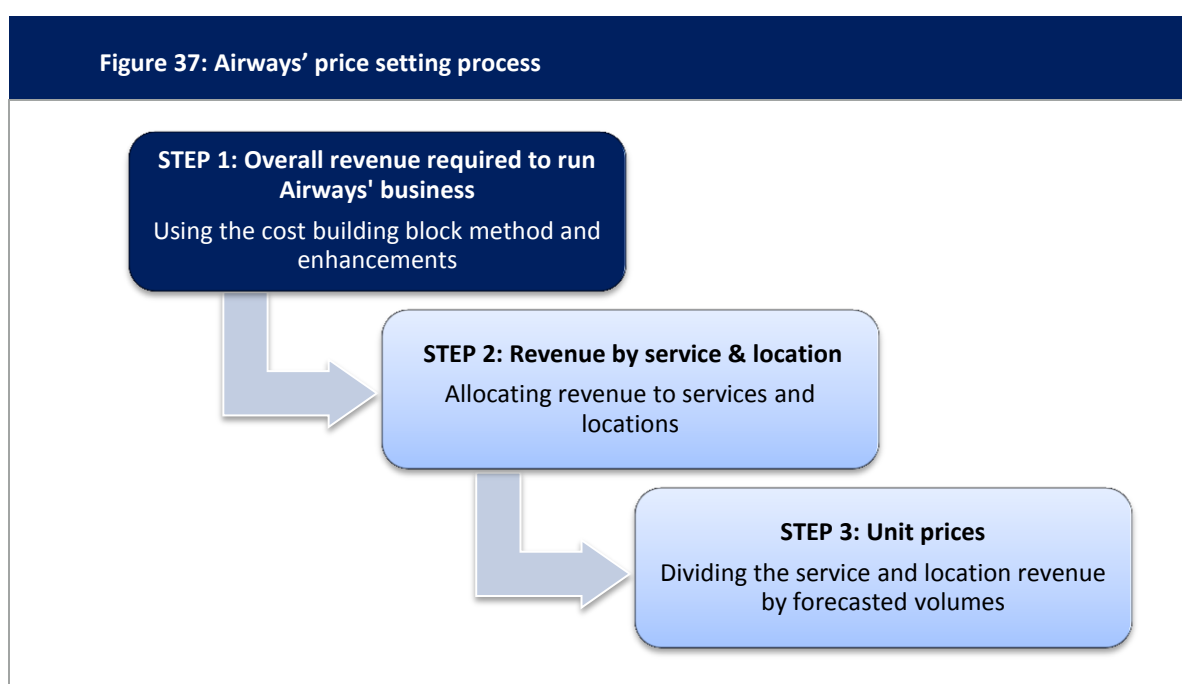 Figure 37: Airways’ price setting process
STEP 1: Overall revenue required to run
Airways' business
Using the cost building block method and
enhancements
STEP 2: Revenue by service & location
Allocating revenue to services and
locations
STEP 3: Unit prices
Dividing the service and location revenue
by forecasted volumes